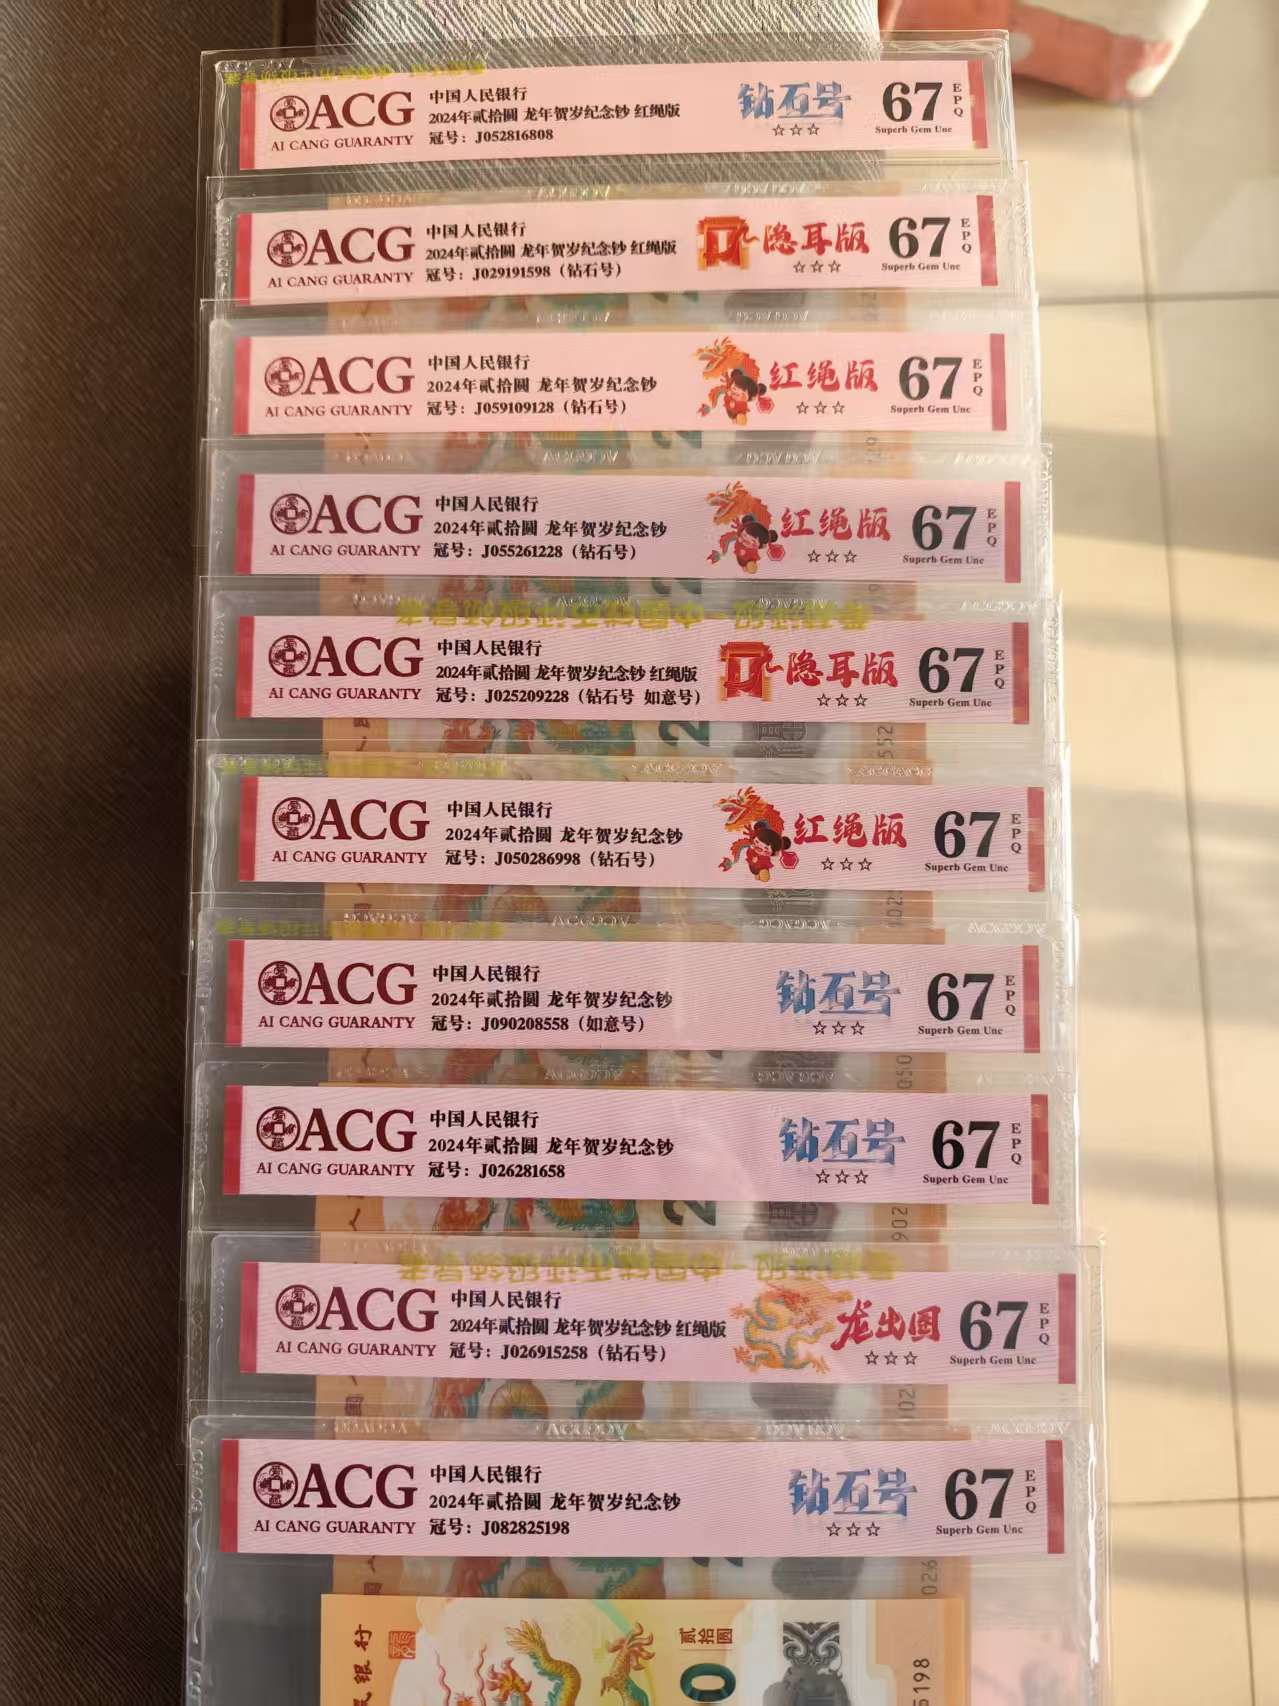 ACG
AI CANG GUARANTY
中国人民银行
2024年贰拾圆 龙年贺岁纪念钞 红绳版
冠号：J052816808
钻石号
☆☆☆
67
EPQ
Superb Gem Unc
ACG
AI CANG GUARANTY
中国人民银行
2024年贰拾圆 龙年贺岁纪念钞 红绳版
冠号：J029191598（钻石号）
隐耳版
☆☆☆
67
EPQ
Superb Gem Unc
ACG
AI CANG GUARANTY
中国人民银行
2024年贰拾圆 龙年贺岁纪念钞
冠号：J059109128（钻石号）
红绳版
☆☆☆
67
EPQ
Superb Gem Unc
ACG
AI CANG GUARANTY
中国人民银行
2024年贰拾圆 龙年贺岁纪念钞
冠号：J055261228（钻石号）
红绳版
☆☆☆
67
EPQ
Superb Gem Unc
ACG
AI CANG GUARANTY
中国人民银行
2024年贰拾圆 龙年贺岁纪念钞 红绳版
冠号：J025209228（钻石号 如意号）
隐耳版
☆☆☆
67
EPQ
Superb Gem Unc
ACG
AI CANG GUARANTY
中国人民银行
2024年贰拾圆 龙年贺岁纪念钞
冠号：J050286998（钻石号）
红绳版
☆☆☆
67
EPQ
Superb Gem Unc
ACG
AI CANG GUARANTY
中国人民银行
2024年贰拾圆 龙年贺岁纪念钞
冠号：J090208558（如意号）
钻石号
☆☆☆
67
EPQ
Superb Gem Unc
ACG
AI CANG GUARANTY
中国人民银行
2024年贰拾圆 龙年贺岁纪念钞
冠号：J026281658
钻石号
☆☆☆
67
EPQ
Superb Gem Unc
ACG
AI CANG GUARANTY
中国人民银行
2024年贰拾圆 龙年贺岁纪念钞 红绳版
冠号：J026915258（钻石号）
龙出圆
☆☆☆
67
EPQ
Superb Gem Unc
ACG
AI CANG GUARANTY
中国人民银行
2024年贰拾圆 龙年贺岁纪念钞
冠号：J082825198
钻石号
☆☆☆
67
EPQ
Superb Gem Unc
民银行
贰拾圆
0
5198